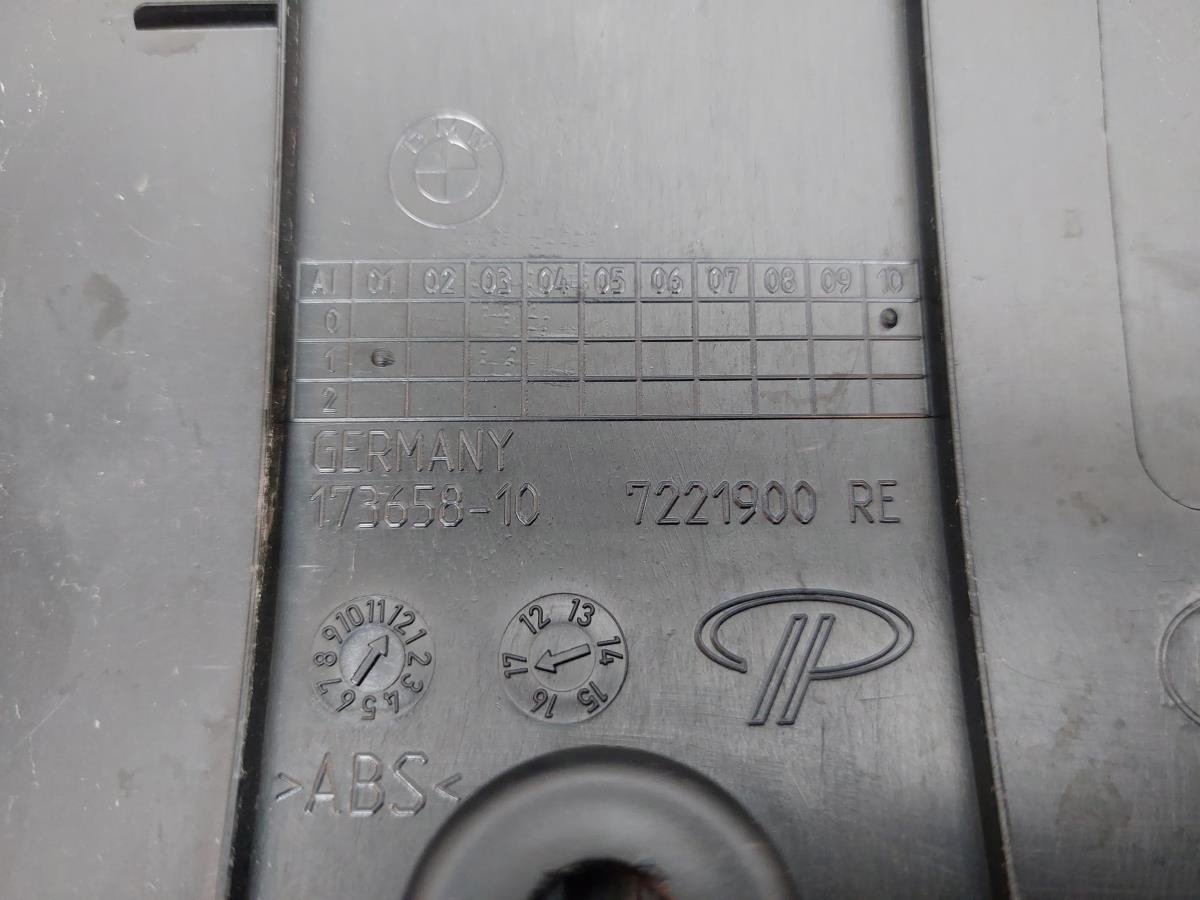 BMW
AI 01 02 03 04 05 06 07 08 09 10
0
1
2
GERMANY
173658-10 7221900 RE
1 2 3 4 5 6 7 8 9 10 11 12
12 13 14 15 16 17
>ABS<